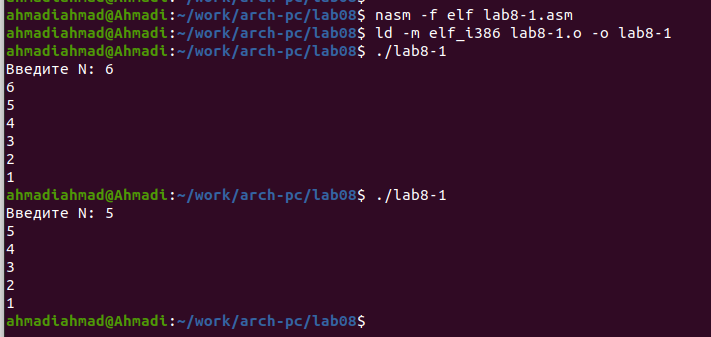 ahmadiahmad@Ahmadi:~/work/arch-pc/lab08$ nasm -f elf lab8-1.asm
ahmadiahmad@Ahmadi:~/work/arch-pc/lab08$ ld -m elf_i386 lab8-1.o -o lab8-1
ahmadiahmad@Ahmadi:~/work/arch-pc/lab08$ ./lab8-1
Введите N: 6
6
5
4
3
2
1
ahmadiahmad@Ahmadi:~/work/arch-pc/lab08$ ./lab8-1
Введите N: 5
5
4
3
2
1
ahmadiahmad@Ahmadi:~/work/arch-pc/lab08$